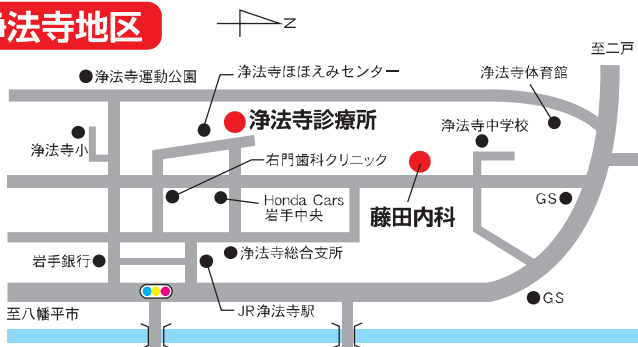 浄法寺地区
N
至二戸
浄法寺運動公園
浄法寺ほほえみセンター
浄法寺体育館
浄法寺診療所
浄法寺中学校
浄法寺小
右門歯科クリニック
Honda Cars
岩手中央
GS
藤田内科
浄法寺総合支所
岩手銀行
GS
至八幡平市
JR浄法寺駅